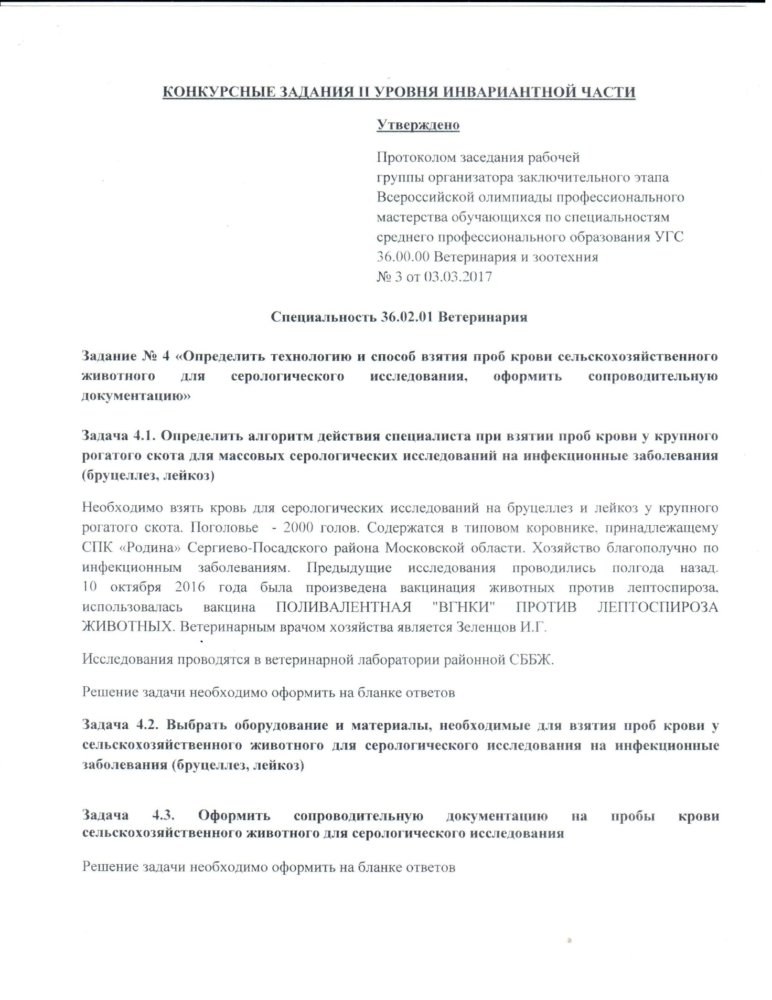 КОНКУРСНЫЕ ЗАДАНИЯ II УРОВНЯ ИНВАРИАНТНОЙ ЧАСТИ
Утверждено
Протоколом заседания рабочей
группы организатора заключительного этапа
Всероссийской олимпиады профессионального
мастерства обучающихся по специальностям
среднего профессионального образования УГС
36.00.00 Ветеринария и зоотехния
№ 3 от 03.03.2017
Специальность 36.02.01 Ветеринария
Задание № 4 «Определить технологию и способ взятия проб крови сельскохозяйственного
животного для серологического исследования, оформить сопроводительную
документацию»
Задача 4.1. Определить алгоритм действия специалиста при взятии проб крови у крупного
рогатого скота для массовых серологических исследований на инфекционные заболевания
(бруцеллез, лейкоз)
Необходимо взять кровь для серологических исследований на бруцеллез и лейкоз у крупного
рогатого скота. Поголовье - 2000 голов. Содержатся в типовом коровнике, принадлежащему
СПК «Родина» Сергиево-Посадского района Московской области. Хозяйство благополучно по
инфекционным заболеваниям. Предыдущие исследования проводились полгода назад.
10 октября 2016 года была произведена вакцинация животных против лептоспироза,
использовалась вакцина ПОЛИВАЛЕНТНАЯ "ВГНКИ" ПРОТИВ ЛЕПТОСПИРОЗА
ЖИВОТНЫХ. Ветеринарным врачом хозяйства является Зеленцов И.Г.
Исследования проводятся в ветеринарной лаборатории районной СББЖ.
Решение задачи необходимо оформить на бланке ответов
Задача 4.2. Выбрать оборудование и материалы, необходимые для взятия проб крови у
сельскохозяйственного животного для серологического исследования на инфекционные
заболевания (бруцеллез, лейкоз)
Задача 4.3. Оформить сопроводительную документацию на пробы крови
сельскохозяйственного животного для серологического исследования
Решение задачи необходимо оформить на бланке ответов